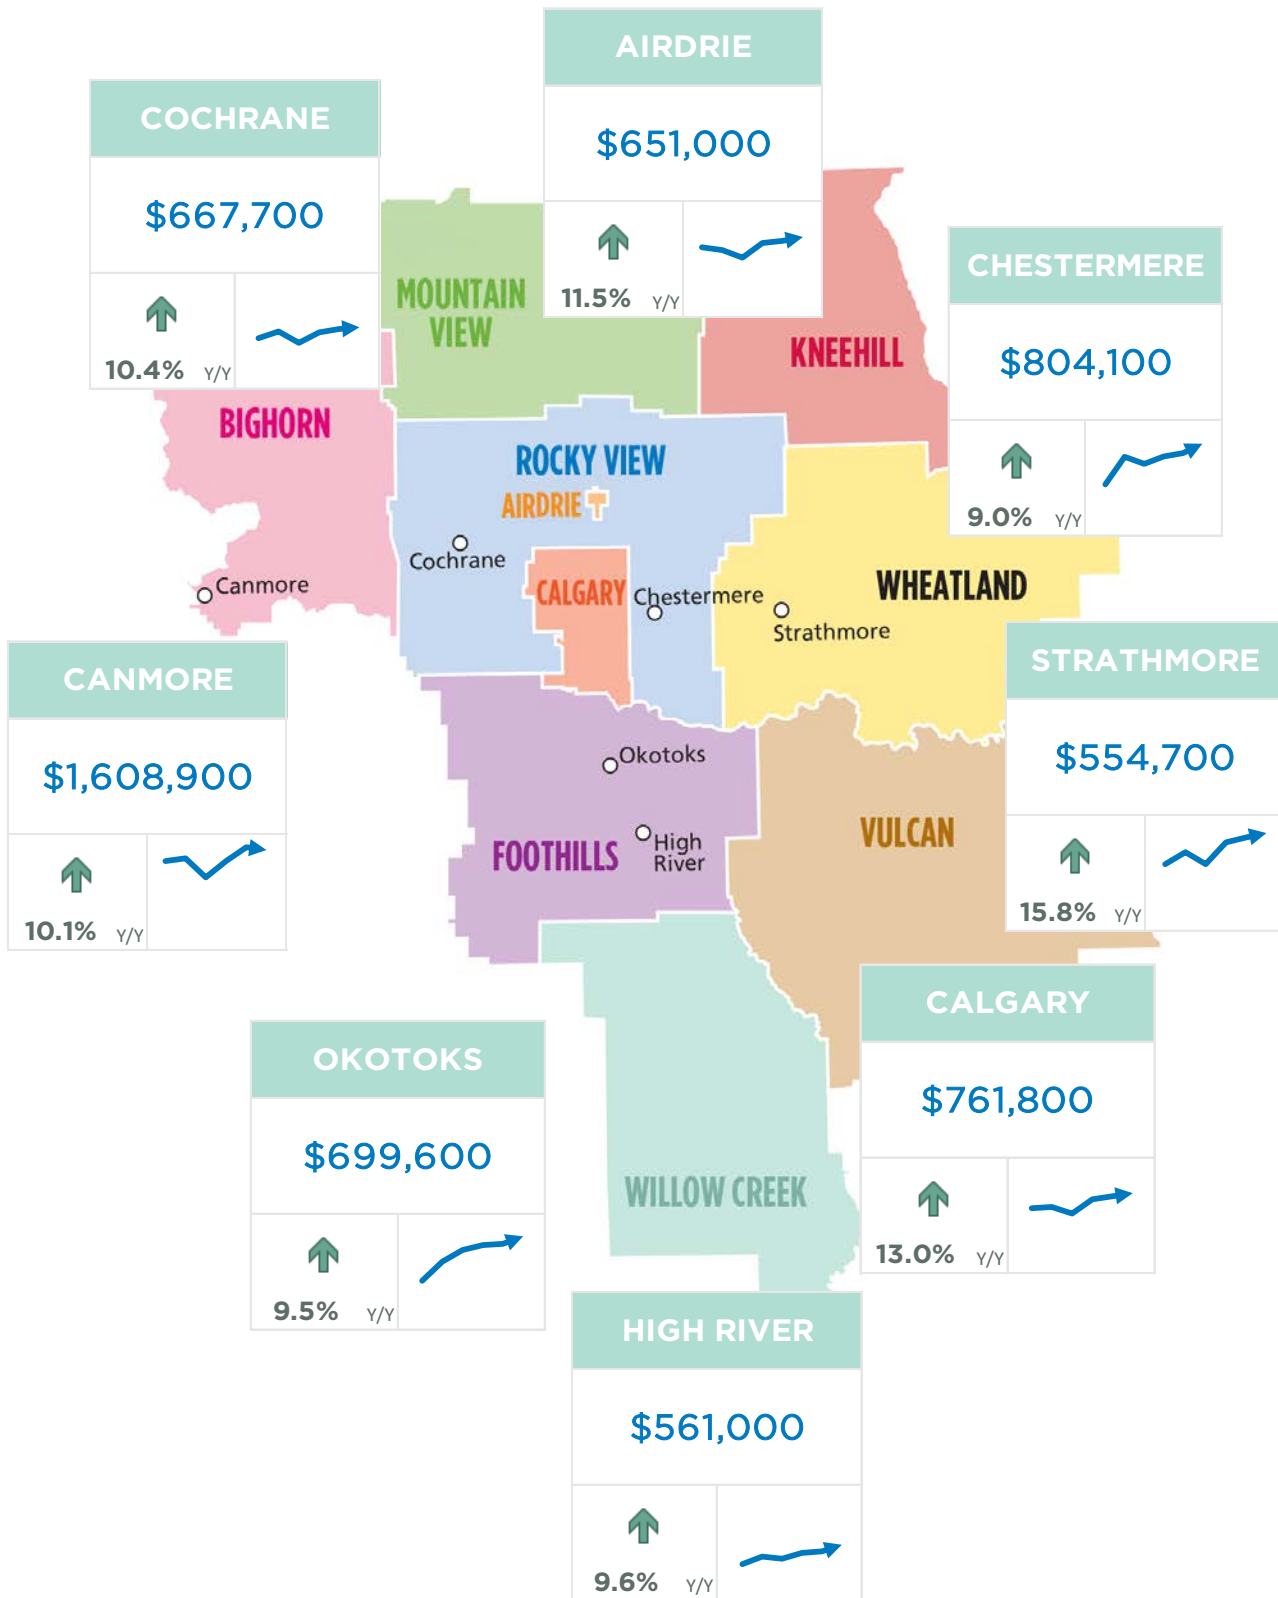 AIRDRIE
$651,000
11.5% Y/Y
COCHRANE
$667,700
10.4% Y/Y
CHESTERMERE
$804,100
9.0% Y/Y
MOUNTAIN
VIEW
KNEEHILL
BIGHORN
ROCKY VIEW
AIRDRIE
Cochrane
Canmore
CALGARY
Chestermere
WHEATLAND
Strathmore
CANMORE
$1,608,900
10.1% Y/Y
STRATHMORE
$554,700
15.8% Y/Y
Okotoks
High
River
FOOTHILLS
VULCAN
CALGARY
$761,800
13.0% Y/Y
OKOTOKS
$699,600
9.5% Y/Y
WILLOW CREEK
HIGH RIVER
$561,000
9.6% Y/Y